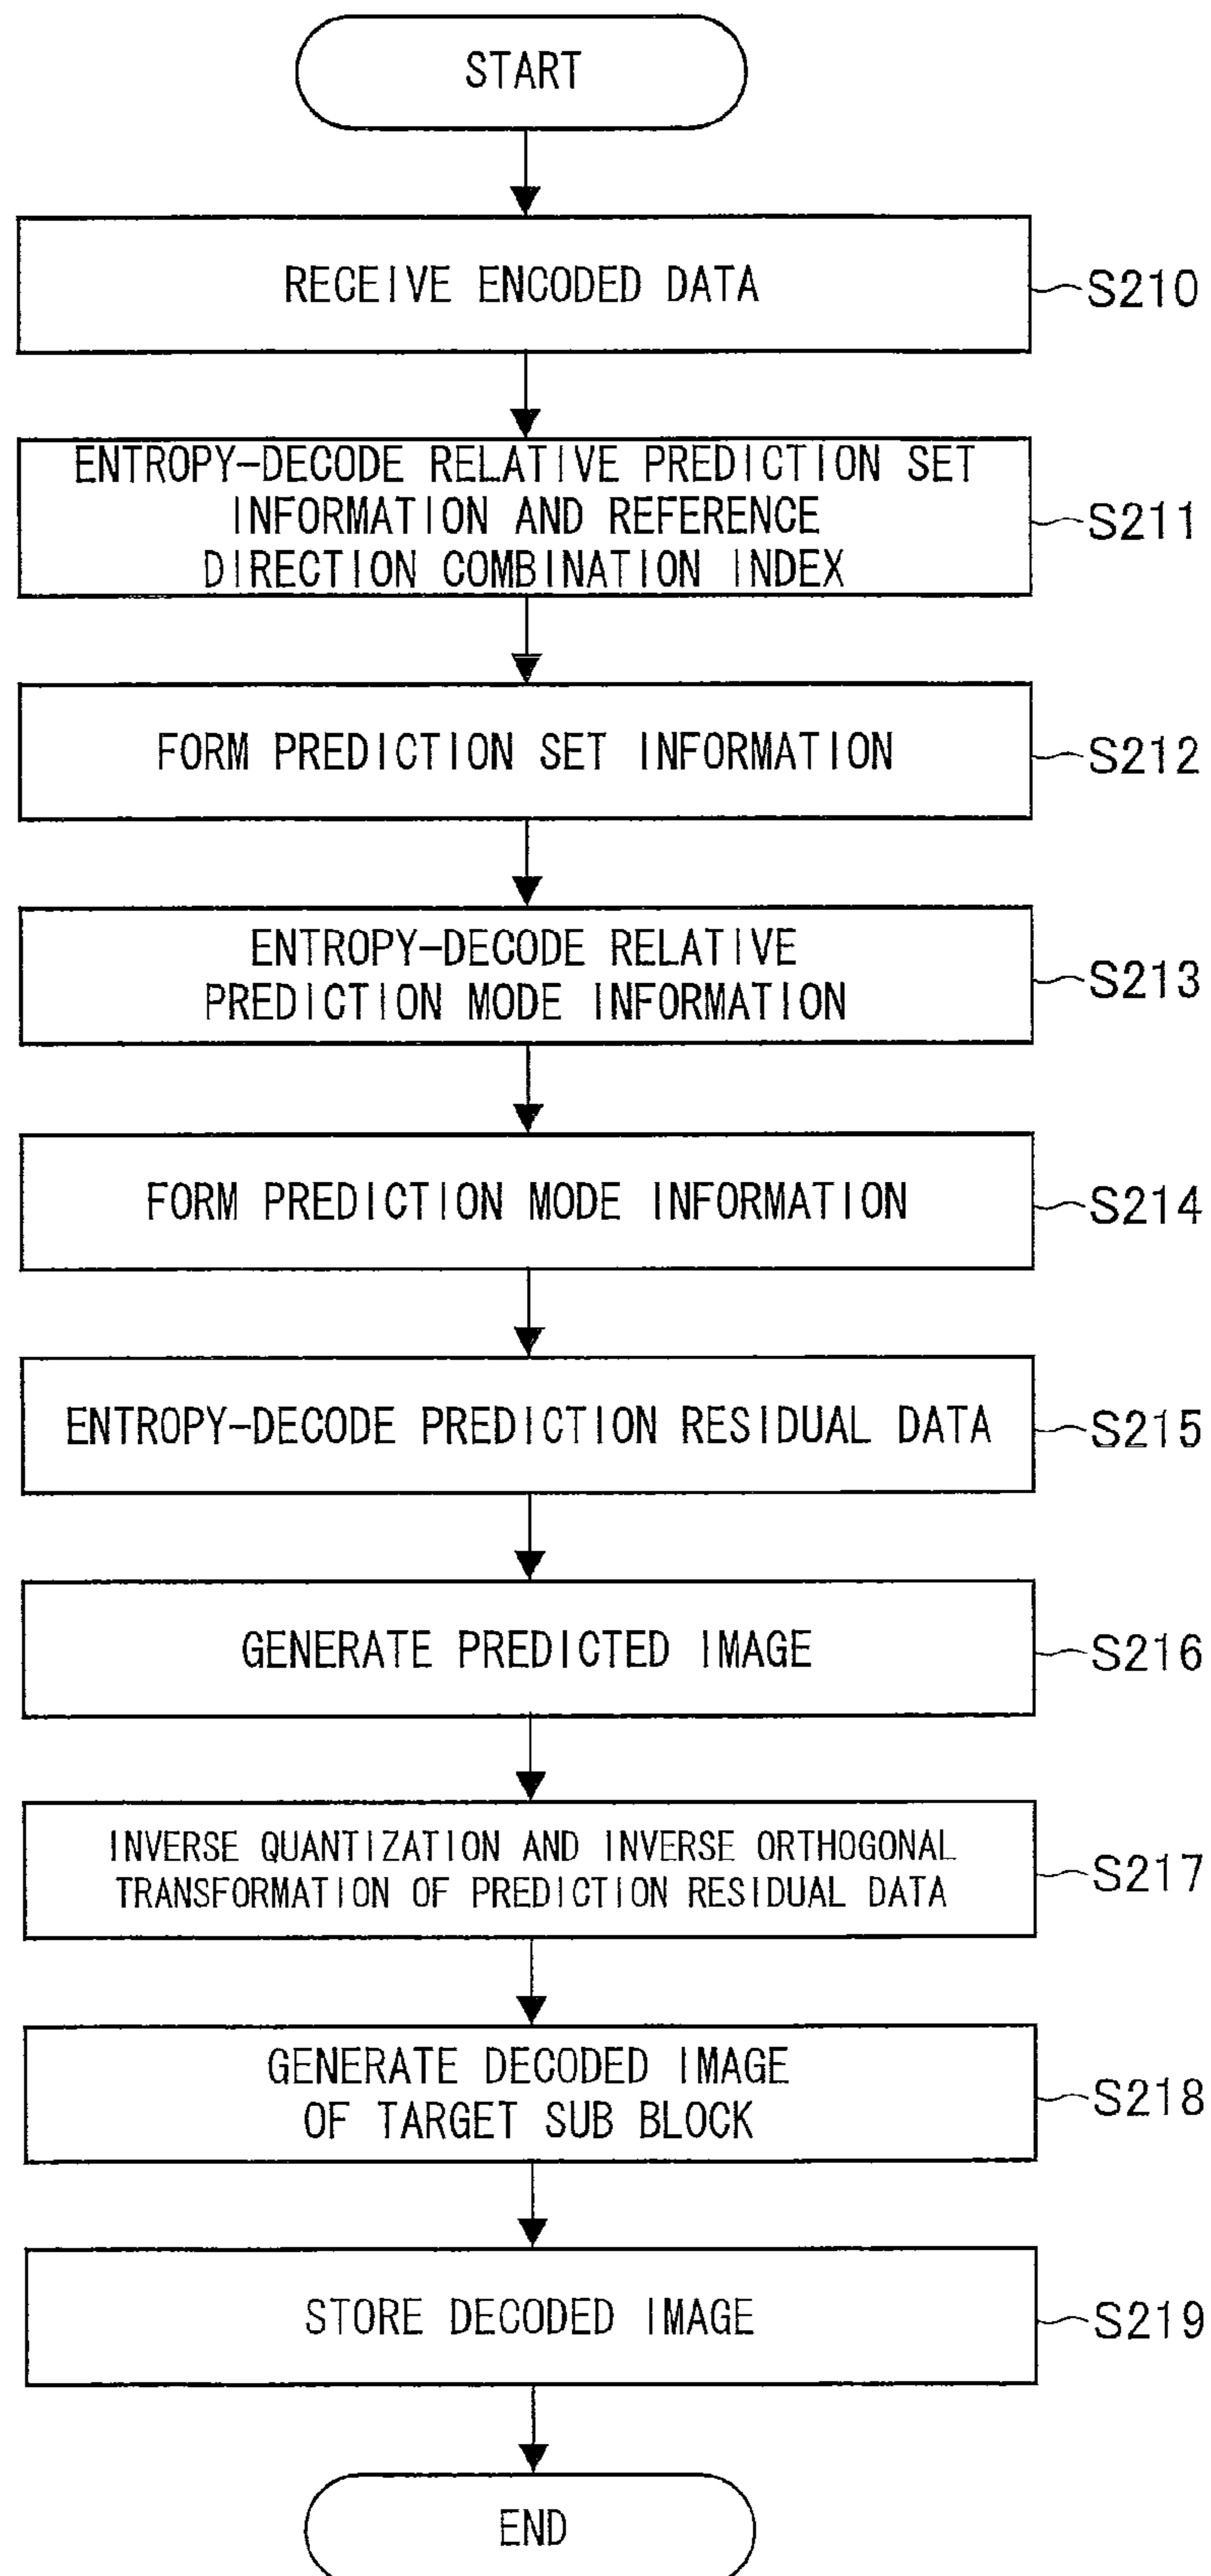 START
RECEIVE ENCODED DATA
S210
ENTROPY-DECODE RELATIVE PREDICTION SET
INFORMATION AND REFERENCE
DIRECTION COMBINATION INDEX
S211
FORM PREDICTION SET INFORMATION
S212
ENTROPY-DECODE RELATIVE
PREDICTION MODE INFORMATION
S213
FORM PREDICTION MODE INFORMATION
S214
ENTROPY-DECODE PREDICTION RESIDUAL DATA
S215
GENERATE PREDICTED IMAGE
S216
INVERSE QUANTIZATION AND INVERSE ORTHOGONAL
TRANSFORMATION OF PREDICTION RESIDUAL DATA
S217
GENERATE DECODED IMAGE
OF TARGET SUB BLOCK
S218
STORE DECODED IMAGE
S219
END